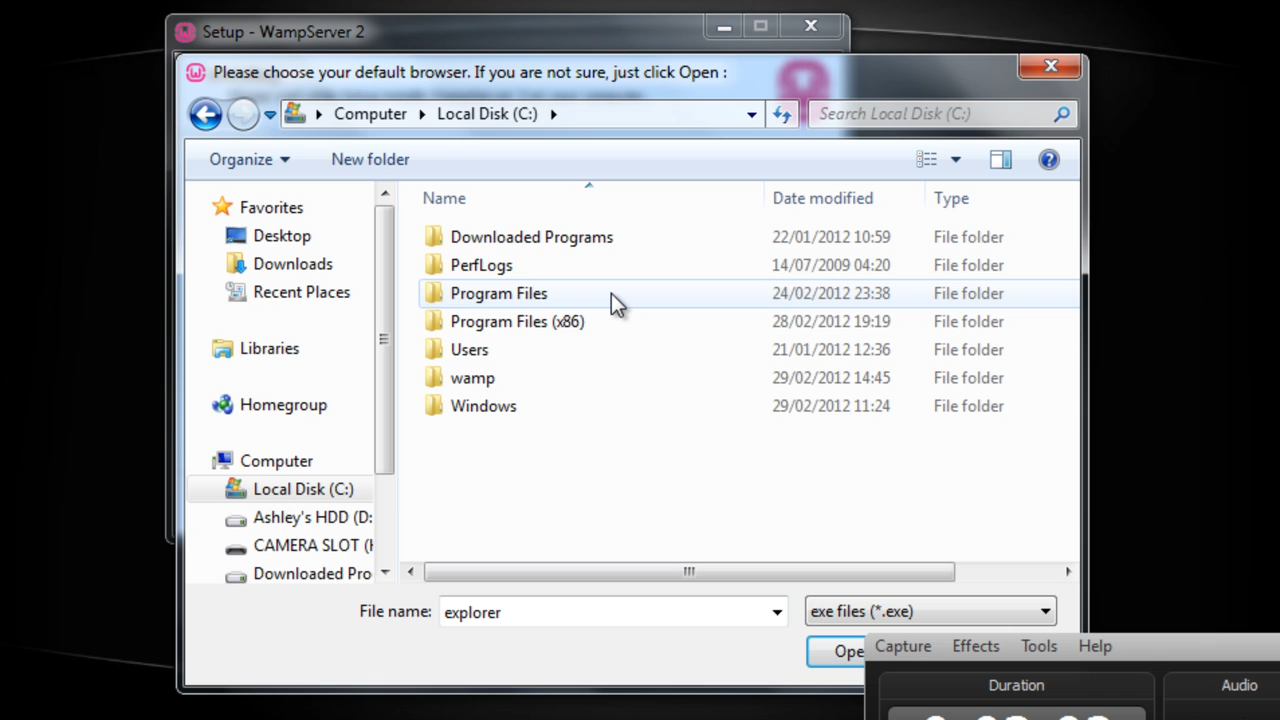 Setup - WampServer 2
Please choose your default browser. If you are not sure, just click Open :
Computer Local Disk (C:)
Search Local Disk (C:)
Organize New folder
Name Date modified Type
Favorites
Desktop
Downloads
Recent Places
Libraries
Homegroup
Computer
Local Disk (C:)
Ashley's HDD (D:
CAMERA SLOT (
Downloaded Pro
Downloaded Programs 22/01/2012 10:59 File folder
PerfLogs 14/07/2009 04:20 File folder
Program Files 24/02/2012 23:38 File folder
Program Files (x86) 28/02/2012 19:19 File folder
Users 21/01/2012 12:36 File folder
wamp 29/02/2012 14:45 File folder
Windows 29/02/2012 11:24 File folder
File name: explorer exe files (*.exe)
Ope
Capture Effects Tools Help
Duration Audio